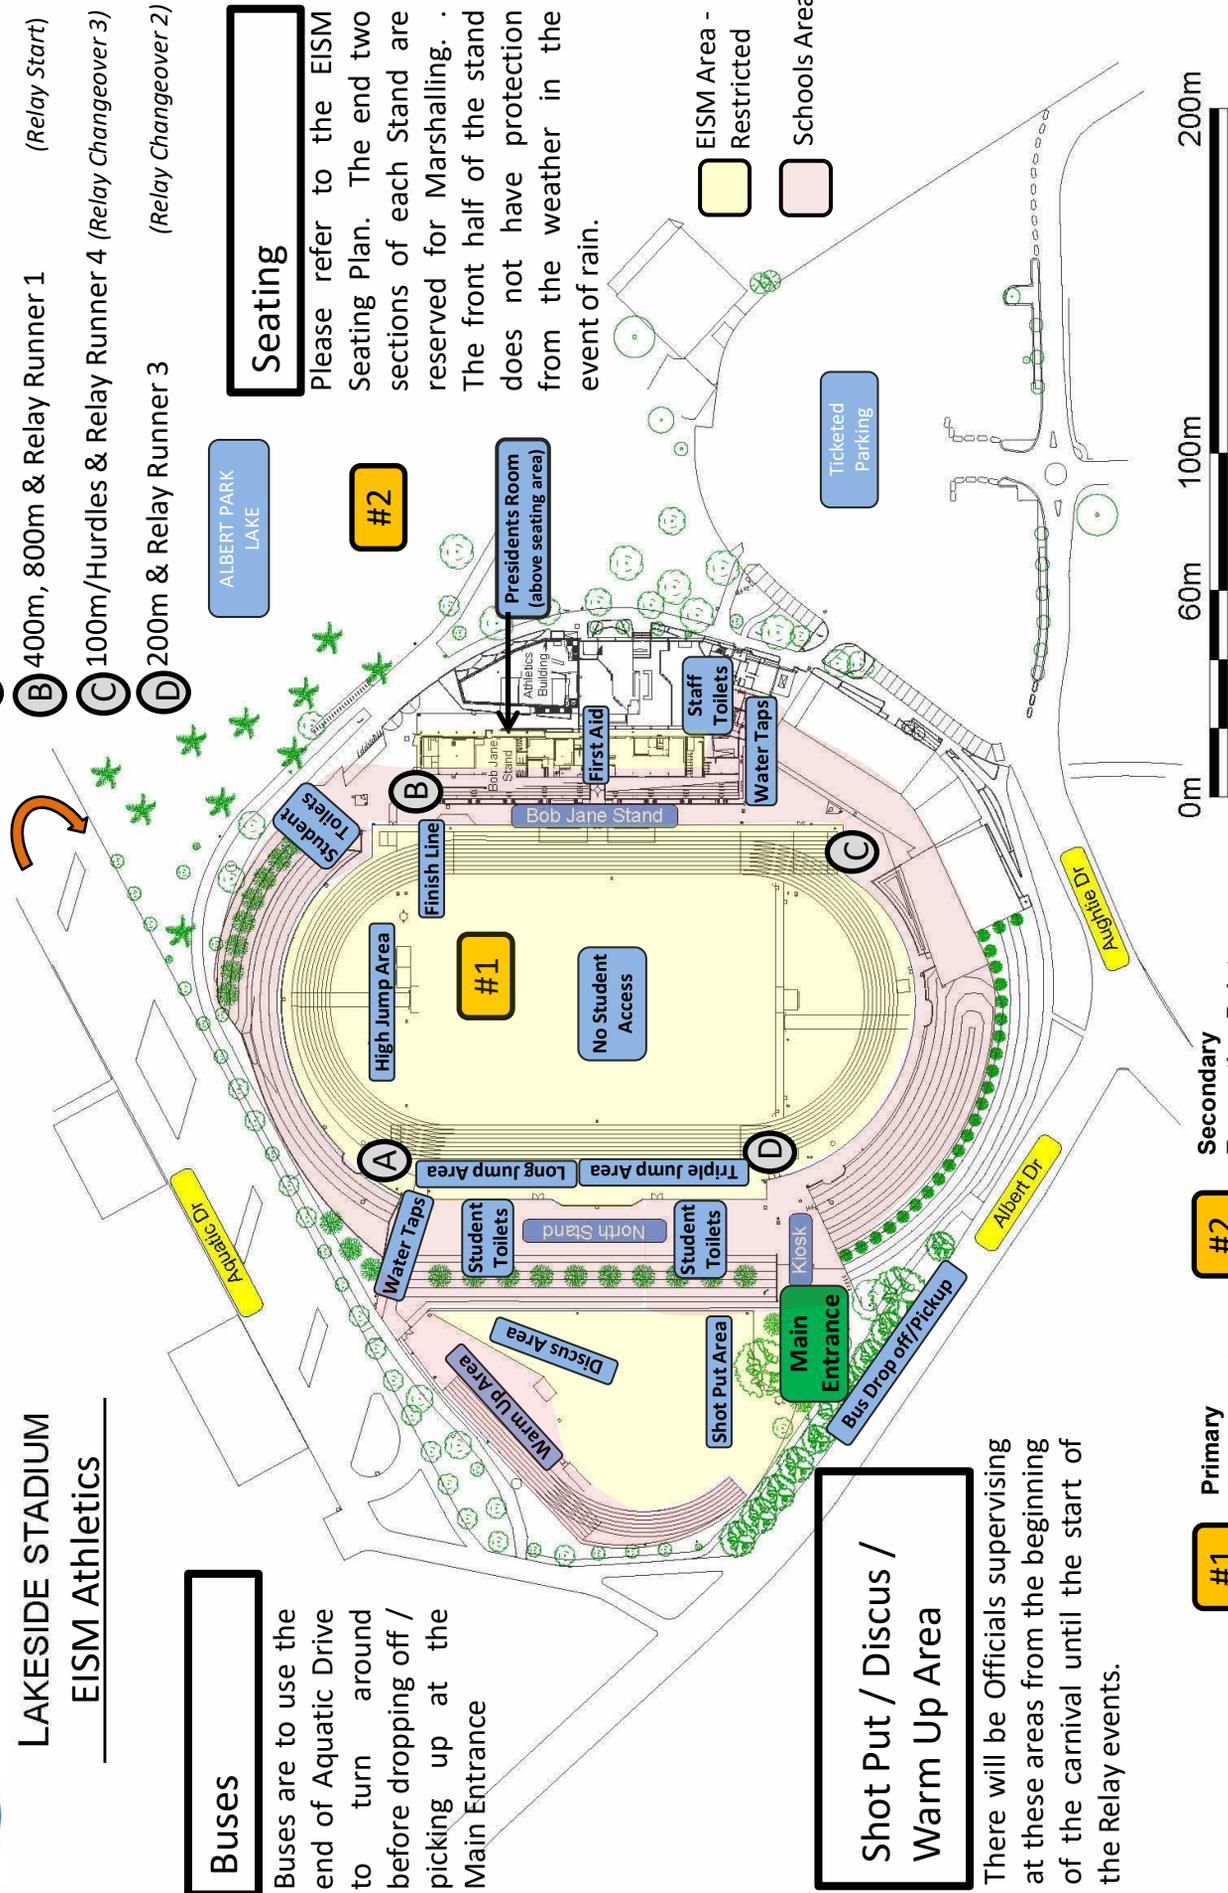 LAKESIDE STADIUM
EISM Athletics
B 400m, 800m & Relay Runner 1 (Relay Start)
C 100m/Hurdles & Relay Runner 4 (Relay Changeover 3)
D 200m & Relay Runner 3 (Relay Changeover 2)
Buses
Buses are to use the
end of Aquatic Drive
to turn around
before dropping off /
picking up at the
Main Entrance
Seating
Please refer to the EISM
Seating Plan. The end two
sections of each Stand are
reserved for Marshalling. .
The front half of the stand
does not have protection
from the weather in the
event of rain.
EISM Area -
Restricted
Schools Area
ALBERT PARK
LAKE
#2
Presidents Room
(above seating area)
Athletics
Building
Bob Jane
Stand
First Aid
Staff
Toilets
Water Taps
Bob Jane Stand
B
Student
Toilets
Finish Line
C
High Jump Area
#1
No Student
Access
A
D
Long Jump Area
Triple Jump Area
Water Taps
Student
Toilets
North Stand
Student
Toilets
Kiosk
Discus Area
Warm Up Area
Shot Put Area
Main
Entrance
Bus Drop off/Pickup
Aquatic Dr
Albert Dr
Aughtie Dr
Ticketed
Parking
Shot Put / Discus /
Warm Up Area
There will be Officials supervising
at these areas from the beginning
of the carnival until the start of
the Relay events.
0m 60m 100m 200m
#1 Primary
#2 Secondary